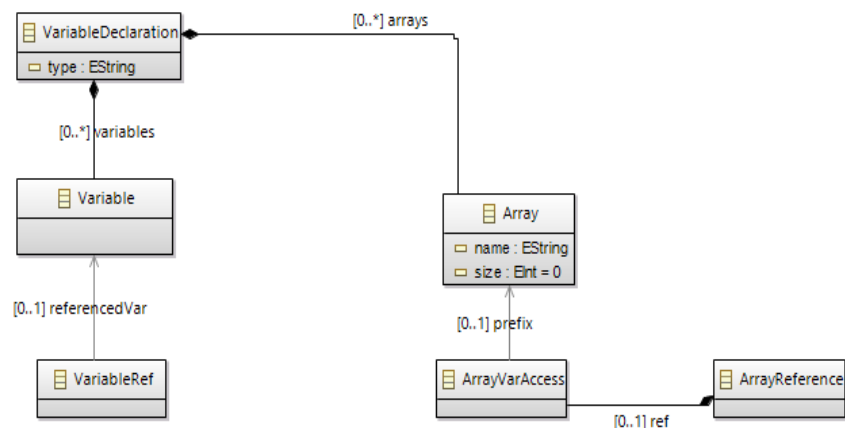 [0..*] arrays
VariableDeclaration
type : EString
[0..*] variables
Variable
Array
name : EString
size : EInt = 0
[0..1] referencedVar
[0..1] prefix
VariableRef
ArrayVarAccess
ArrayReference
[0..1] ref